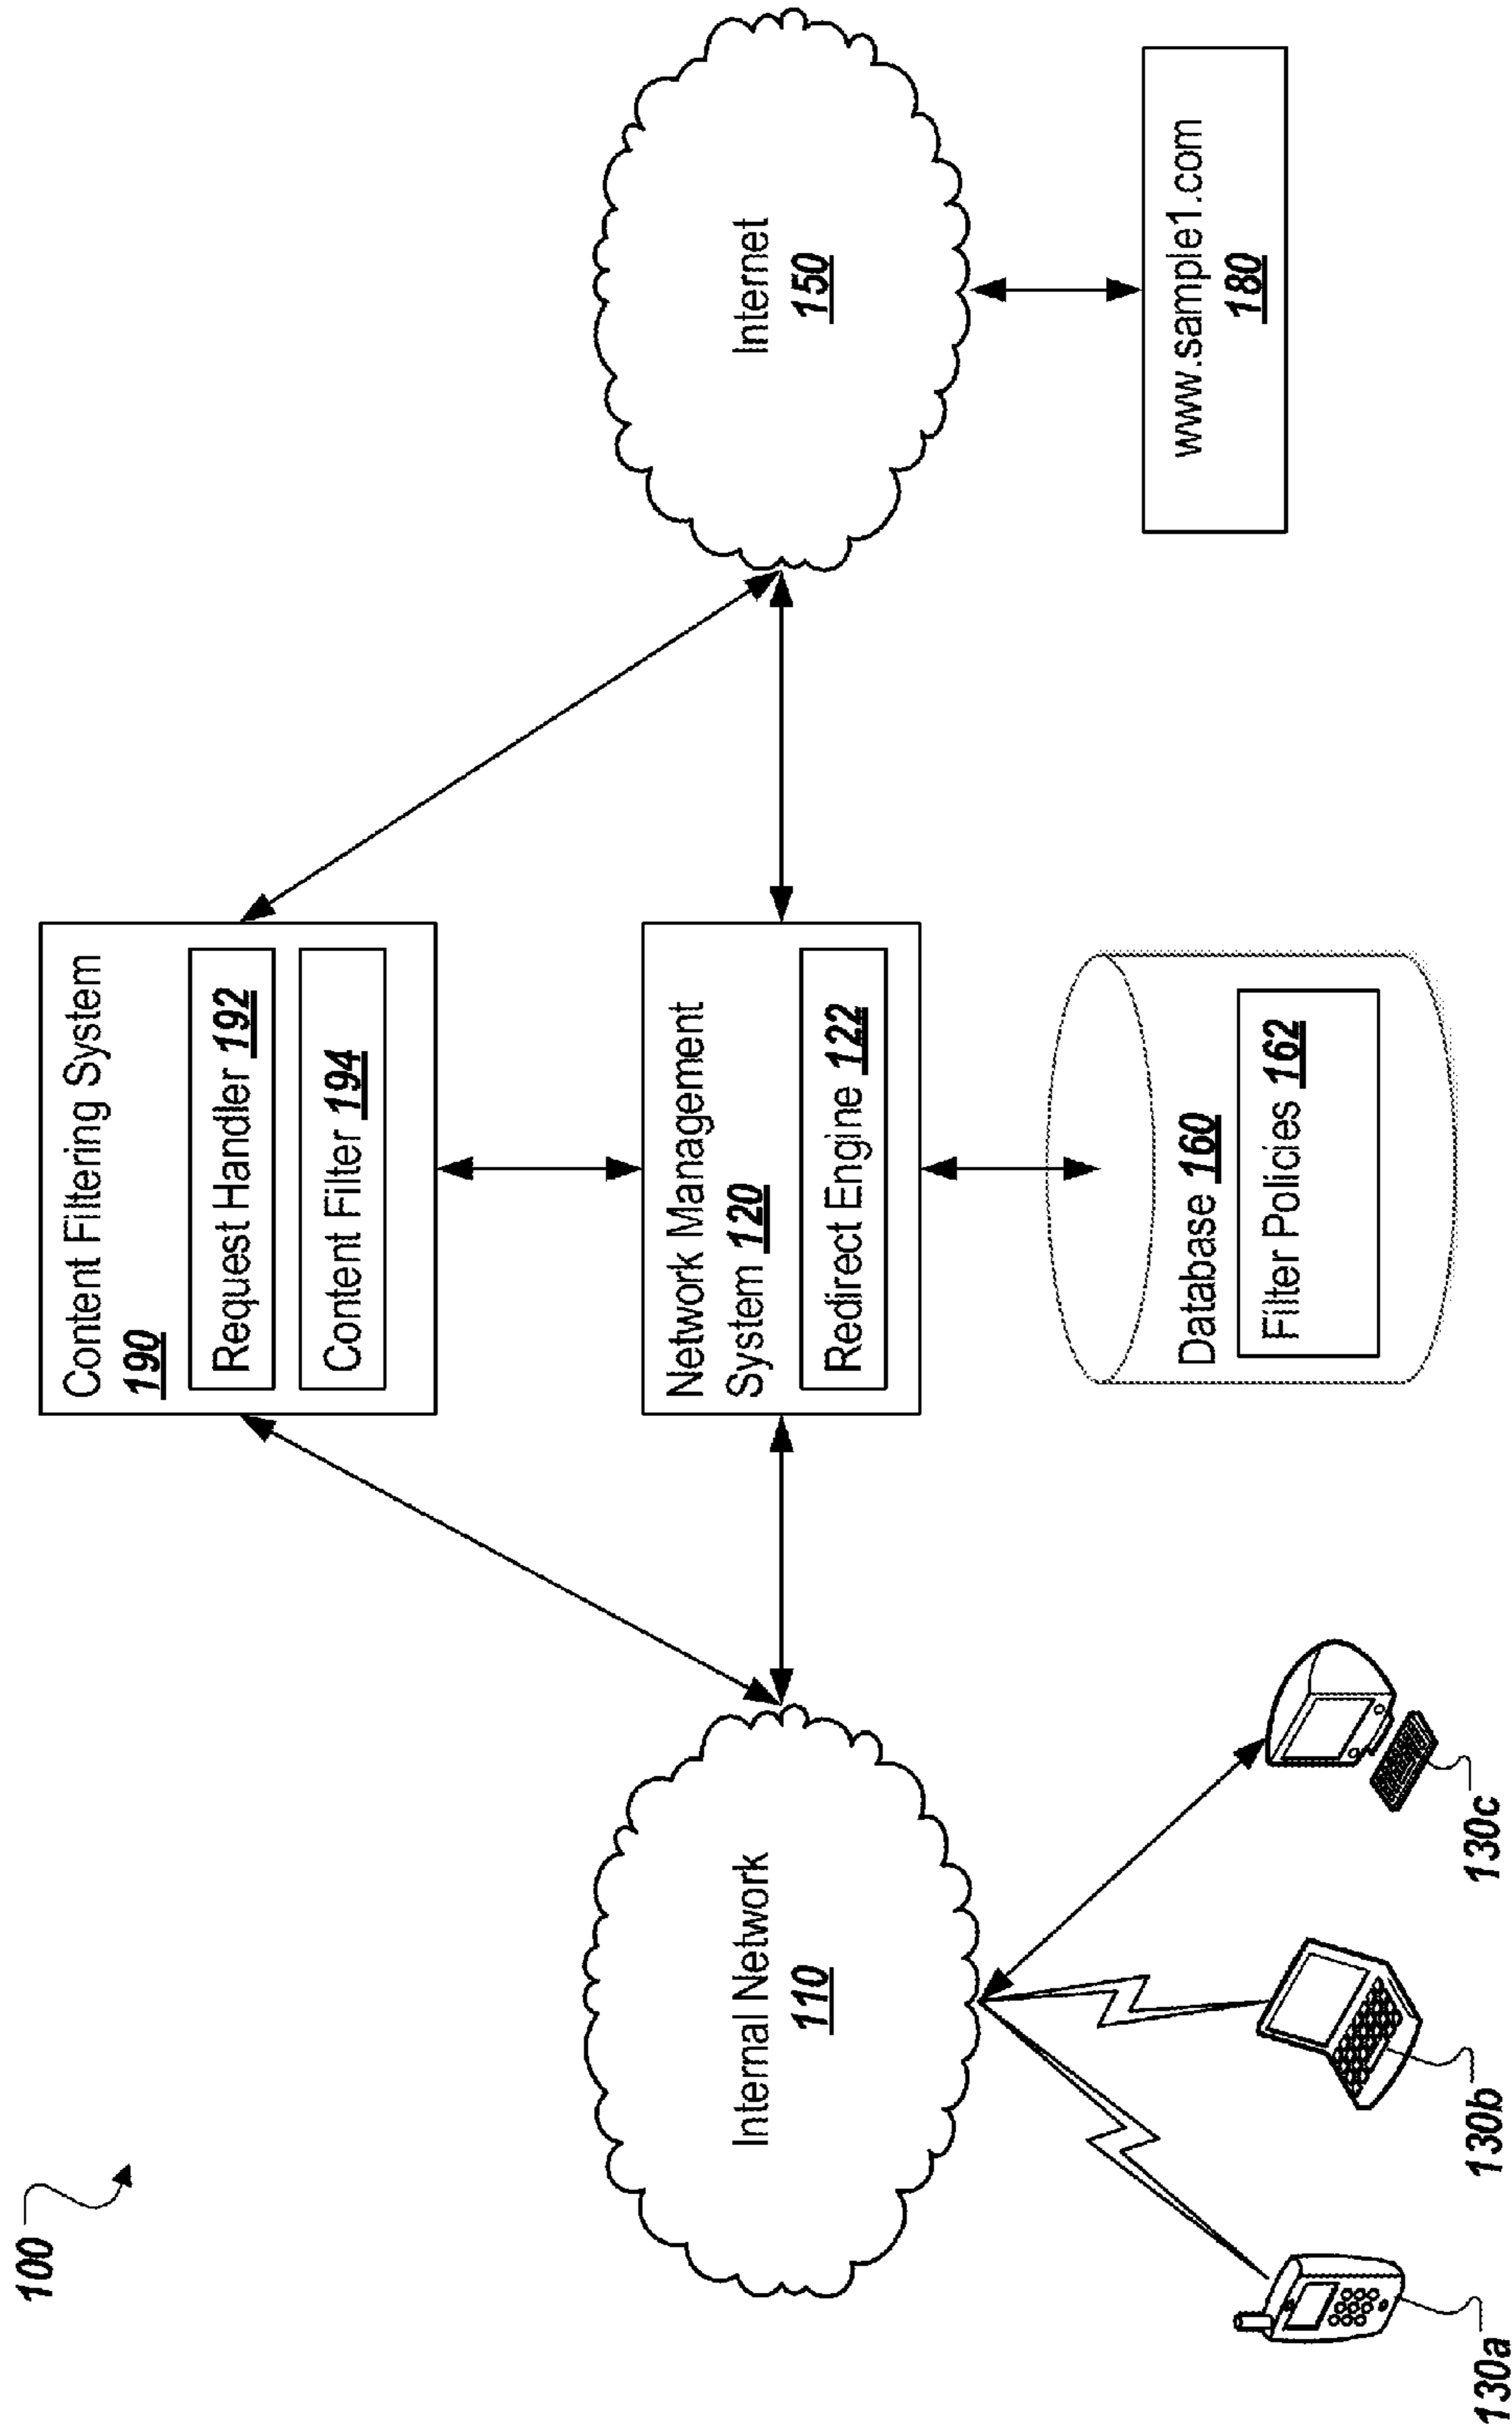 100
Content Filtering System
190
Request Handler 192
Content Filter 194
Internal Network
110
Network Management
System 120
Redirect Engine 122
Internet
150
Database 160
Filter Policies 162
www.sample1.com
180
130a
130b
130c